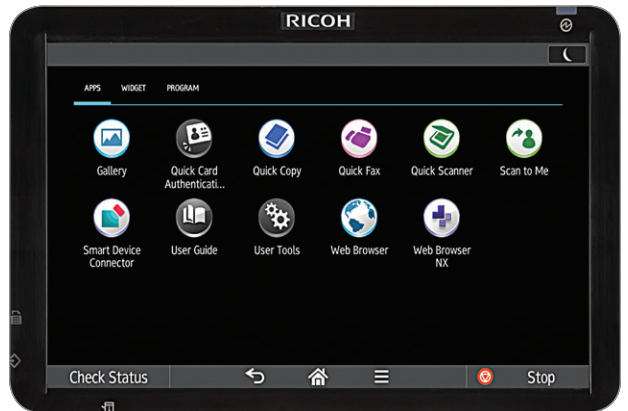 RICOH
APPS WIDGET PROGRAM
Gallery
Quick Card
Authenticati...
Quick Copy
Quick Fax
Quick Scanner
Scan to Me
Smart Device
Connector
User Guide
User Tools
Web Browser
Web Browser
NX
Check Status
Stop